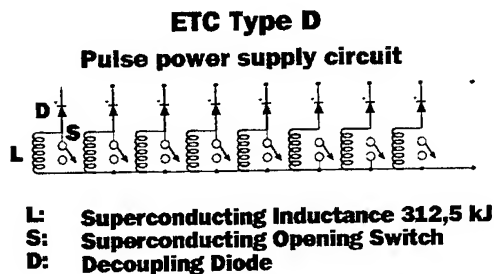 ETC Type D
Pulse power supply circuit
D
S
L
L: Superconducting Inductance 312,5 kJ
S: Superconducting Opening Switch
D: Decoupling Diode